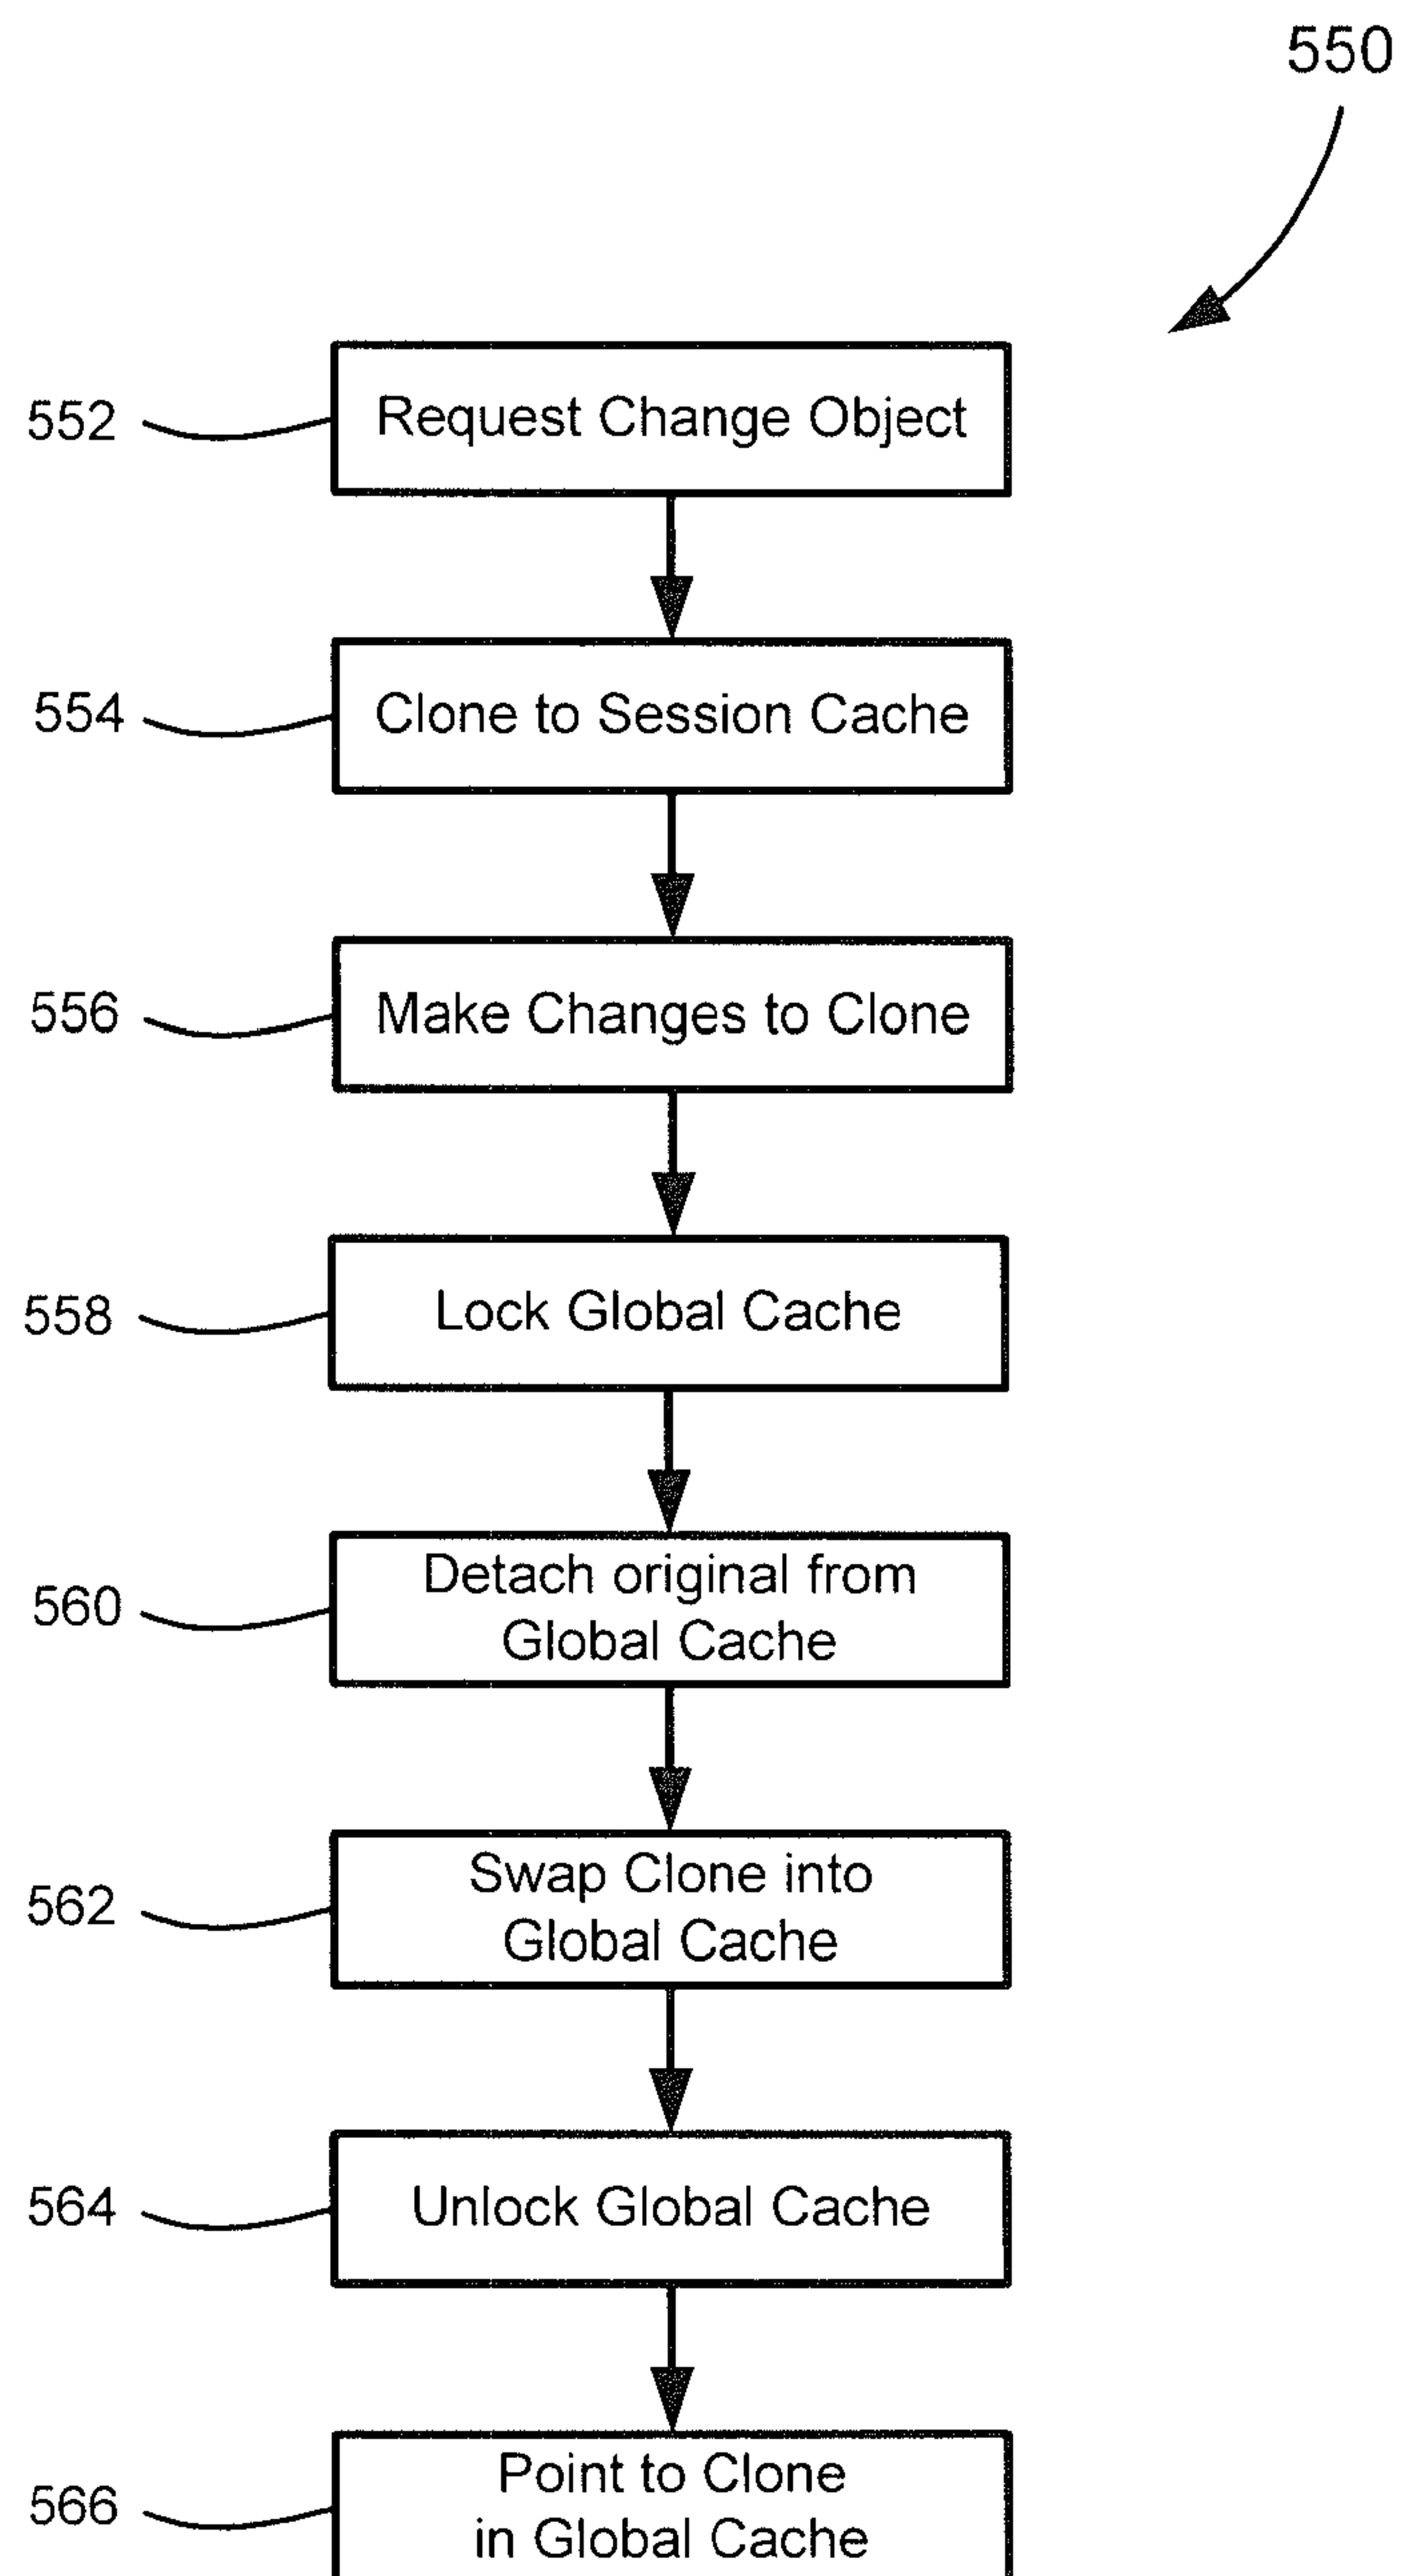 550
552
Request Change Object
554
Clone to Session Cache
556
Make Changes to Clone
558
Lock Global Cache
560
Detach original from
Global Cache
562
Swap Clone into
Global Cache
564
Unlock Global Cache
566
Point to Clone
in Global Cache